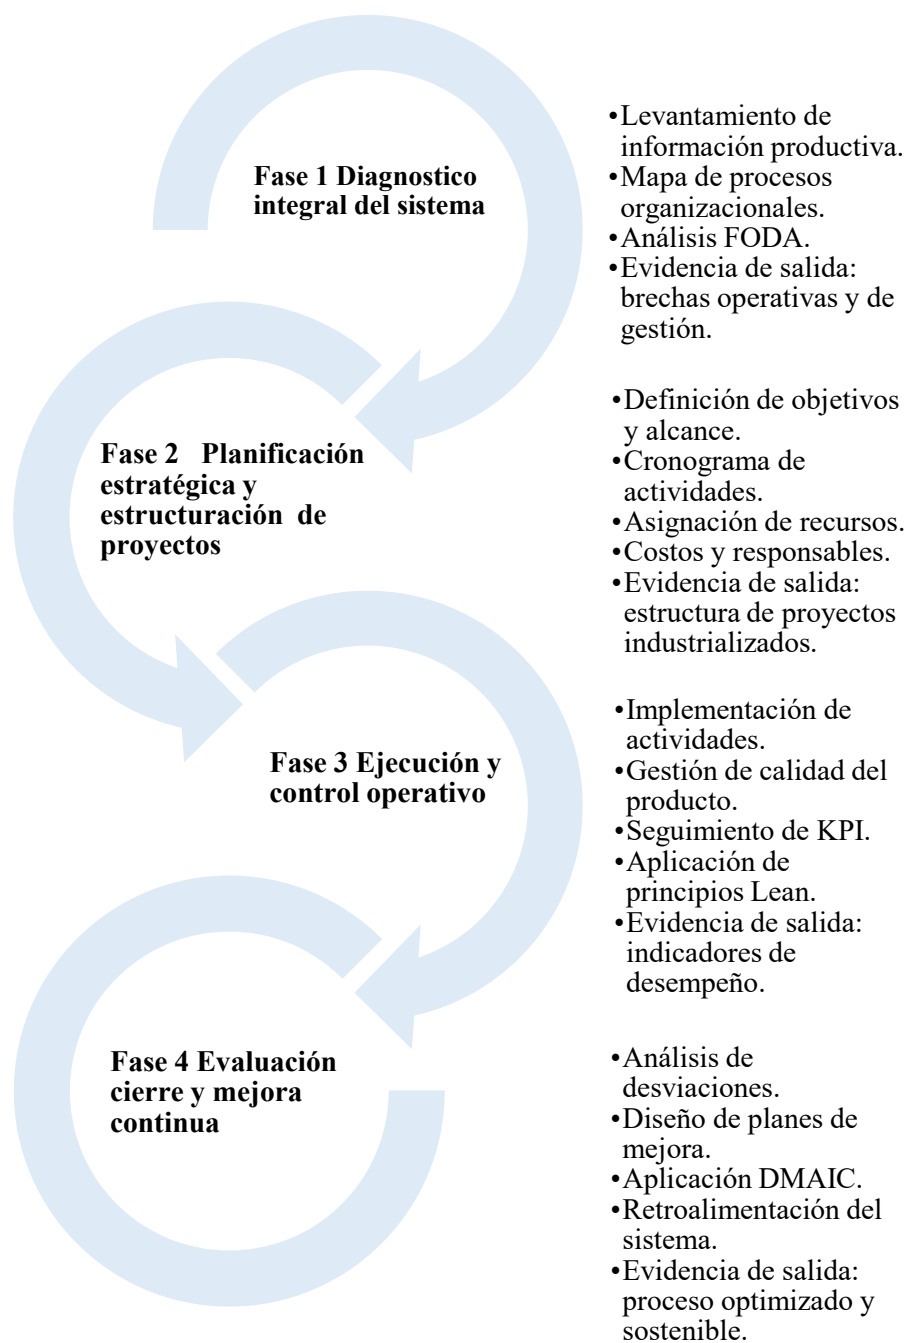 Fase 1 Diagnostico
integral del sistema
•Levantamiento de
información productiva.
•Mapa de procesos
organizacionales.
•Análisis FODA.
•Evidencia de salida:
brechas operativas y de
gestión.
Fase 2 Planificación
estratégica y
estructuración de
proyectos
•Definición de objetivos
y alcance.
•Cronograma de
actividades.
•Asignación de recursos.
•Costos y responsables.
•Evidencia de salida:
estructura de proyectos
industrializados.
Fase 3 Ejecución y
control operativo
•Implementación de
actividades.
•Gestión de calidad del
producto.
•Seguimiento de KPI.
•Aplicación de
principios Lean.
•Evidencia de salida:
indicadores de
desempeño.
Fase 4 Evaluación
cierre y mejora
continua
•Análisis de
desviaciones.
•Diseño de planes de
mejora.
•Aplicación DMAIC.
•Retroalimentación del
sistema.
•Evidencia de salida:
proceso optimizado y
sostenible.